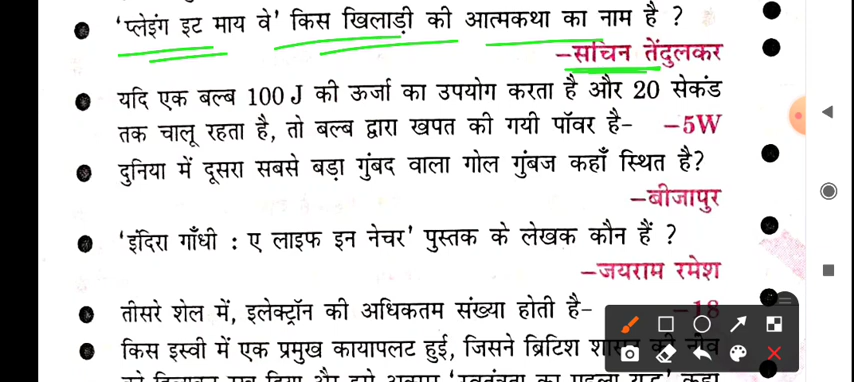 'प्लेइंग इट माय वे' किस खिलाड़ी की आत्मकथा का नाम है ?
–सचिन तेंदुलकर
यदि एक बल्ब 100 J की ऊर्जा का उपयोग करता है और 20 सेकंड
तक चालू रहता है, तो बल्ब द्वारा खपत की गयी पॉवर है- –5W
दुनिया में दूसरा सबसे बड़ा गुंबद वाला गोल गुंबज कहाँ स्थित है?
–बीजापुर
'इंदिरा गाँधी : ए लाइफ इन नेचर' पुस्तक के लेखक कौन हैं ?
–जयराम रमेश
तीसरे शेल में, इलेक्ट्रॉन की अधिकतम संख्या होती है- –18
किस इस्वी में एक प्रमुख कायापलट हुई, जिसने ब्रिटिश शासन की नींव